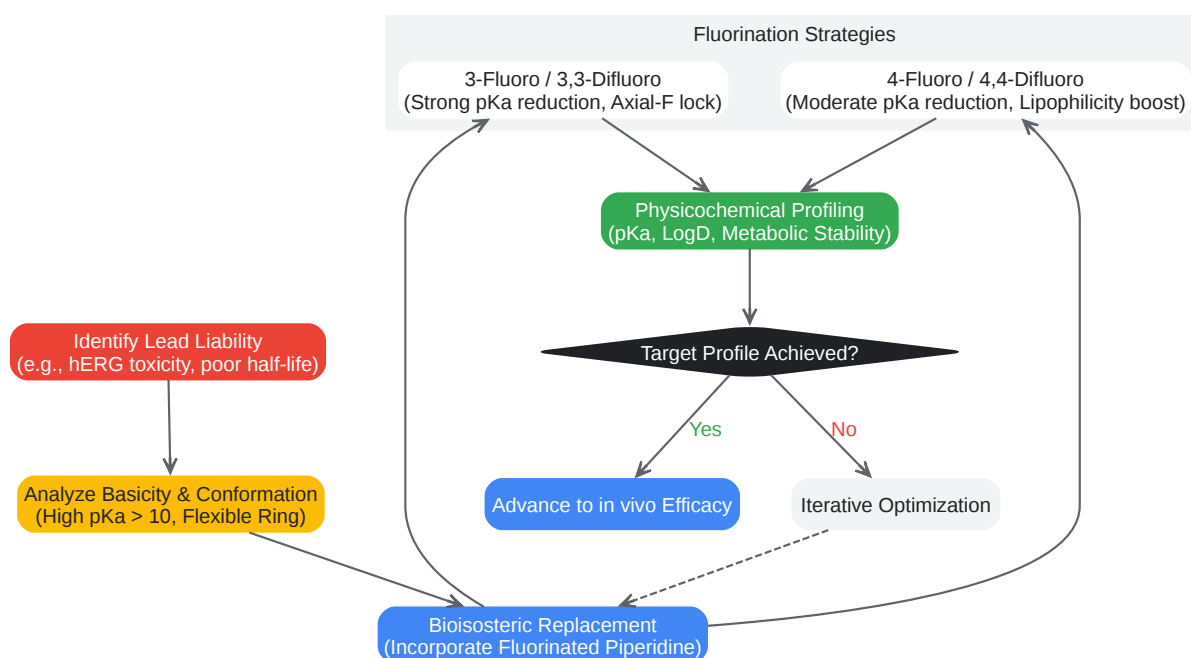 Fluorination Strategies
3-Fluoro / 3,3-Difluoro
(Strong pKa reduction, Axial-F lock)
4-Fluoro / 4,4-Difluoro
(Moderate pKa reduction, Lipophilicity boost)
Physicochemical Profiling
(pKa, LogD, Metabolic Stability)
Identify Lead Liability
(e.g., hERG toxicity, poor half-life)
Target Profile Achieved?
Yes
No
Analyze Basicity & Conformation
(High pKa > 10, Flexible Ring)
Advance to in vivo Efficacy
Iterative Optimization
Bioisosteric Replacement
(Incorporate Fluorinated Piperidine)